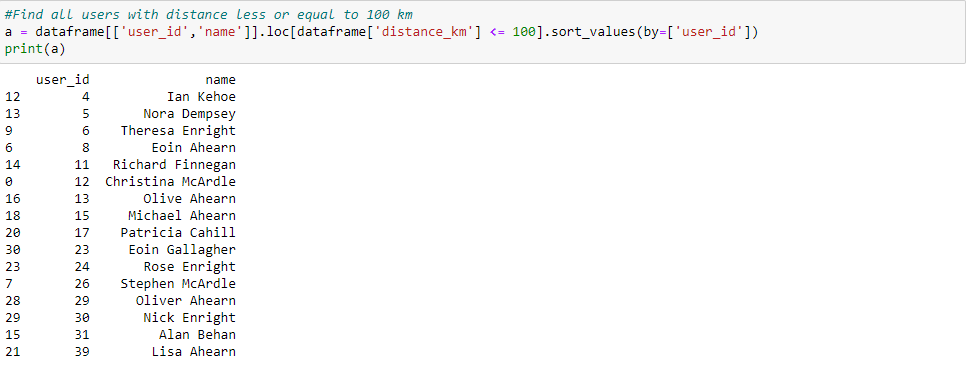 #Find all users with distance less or equal to 100 km
a = dataframe[['user_id','name']].loc[dataframe['distance_km'] <= 100].sort_values(by=['user_id'])
print(a)
    user_id               name
12        4          Ian Kehoe
13        5       Nora Dempsey
9         6    Theresa Enright
6         8        Eoin Ahearn
14       11   Richard Finnegan
0        12  Christina McArdle
16       13       Olive Ahearn
18       15     Michael Ahearn
20       17    Patricia Cahill
30       23     Eoin Gallagher
23       24       Rose Enright
7        26    Stephen McArdle
28       29      Oliver Ahearn
29       30       Nick Enright
15       31         Alan Behan
21       39        Lisa Ahearn